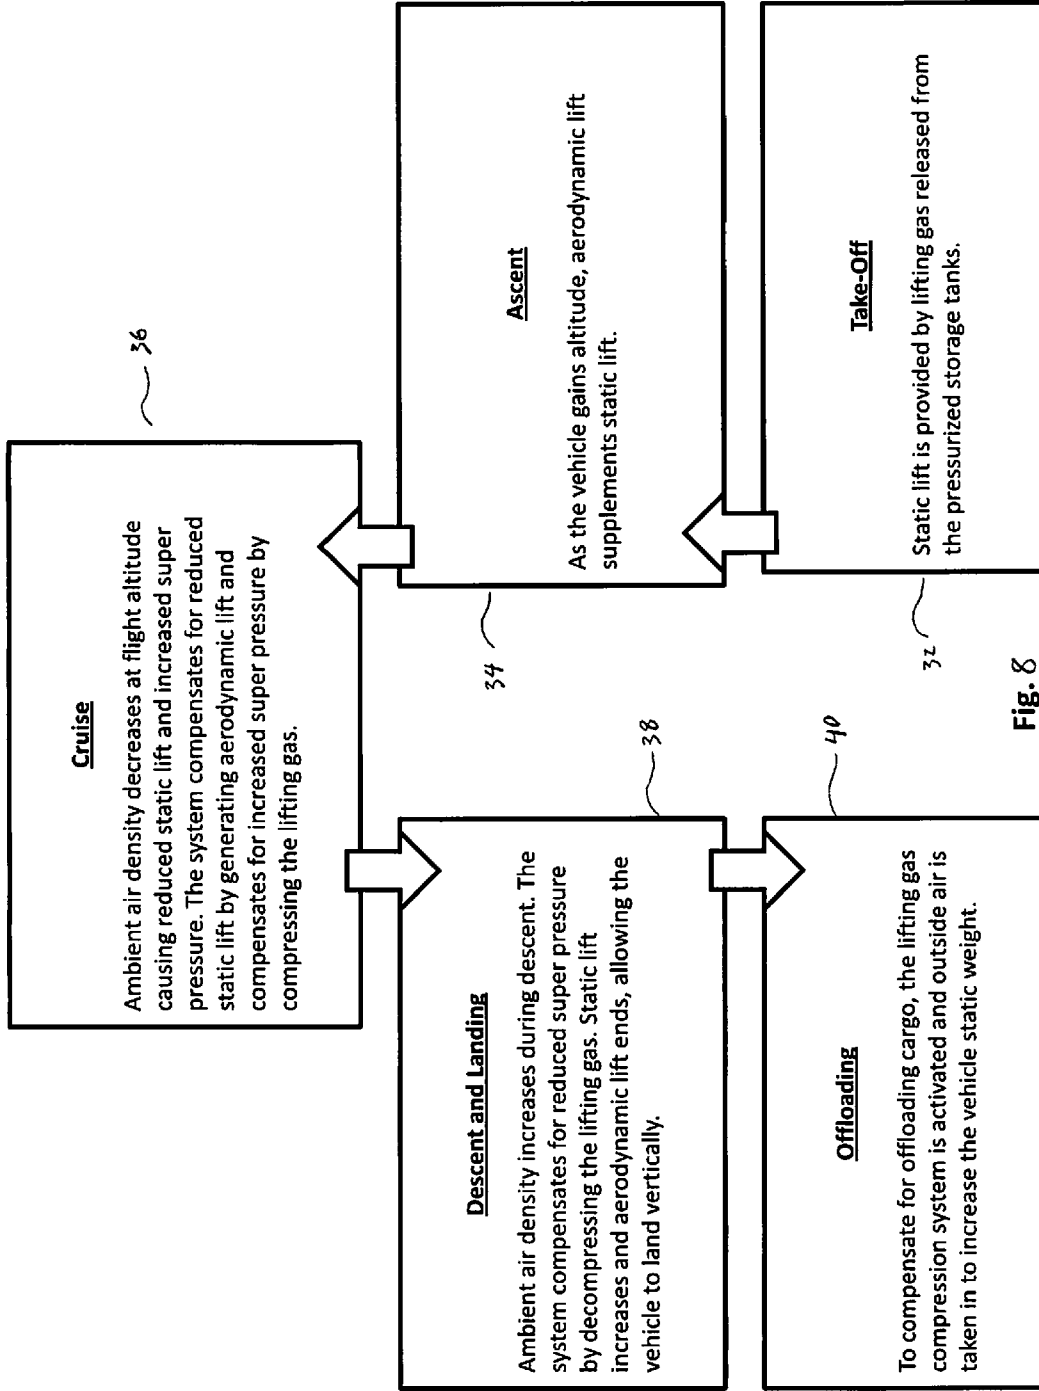 Cruise
Ambient air density decreases at flight altitude
causing reduced static lift and increased super
pressure. The system compensates for reduced
static lift by generating aerodynamic lift and
compensates for increased super pressure by
compressing the lifting gas.
36
Descent and Landing
Ambient air density increases during descent. The
system compensates for reduced super pressure
by decompressing the lifting gas. Static lift
increases and aerodynamic lift ends, allowing the
vehicle to land vertically.
38
Ascent
As the vehicle gains altitude, aerodynamic lift
supplements static lift.
34
Offloading
To compensate for offloading cargo, the lifting gas
compression system is activated and outside air is
taken in to increase the vehicle static weight.
40
Take-Off
Static lift is provided by lifting gas released from
the pressurized storage tanks.
32
Fig. 8